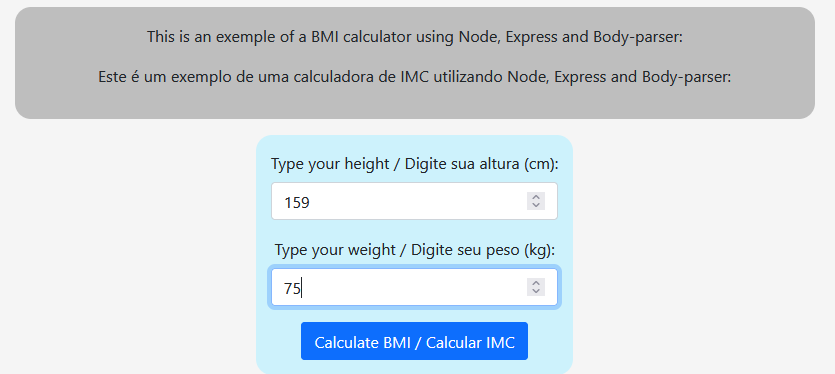 This is an exemple of a BMI calculator using Node, Express and Body-parser:
Este é um exemplo de uma calculadora de IMC utilizando Node, Express and Body-parser:
Type your height / Digite sua altura (cm):
159
Type your weight / Digite seu peso (kg):
75
Calculate BMI / Calcular IMC